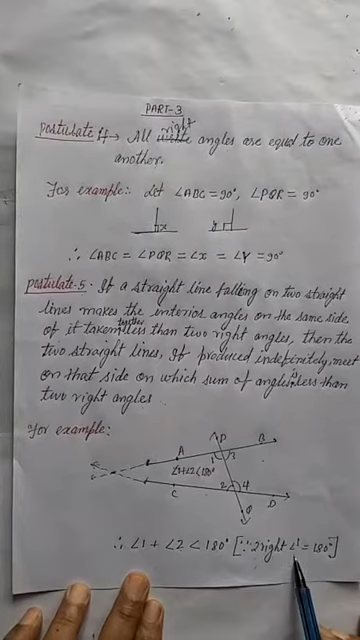 PART-3
right
Postulate 4 → All angles are equal to one
another.
For example:- Let ∠ABC = 90°, ∠PQR = 90°
x y
∴ ∠ABC = ∠PQR = ∠x = ∠Y = 90°
Postulate-5. If a straight line falling on two straight
lines makes the interior angles on the same side
of it taken together less than two right angles, then the
two straight lines, If produced indefinitely, meet
on that side on which sum of angles is less than
two right angles.
For example:
P B
A 1 3
∠1+∠2<180°
C 2 4
Q D
∴ ∠1 + ∠2 < 180° [∵ 2 right ∠s = 180°]